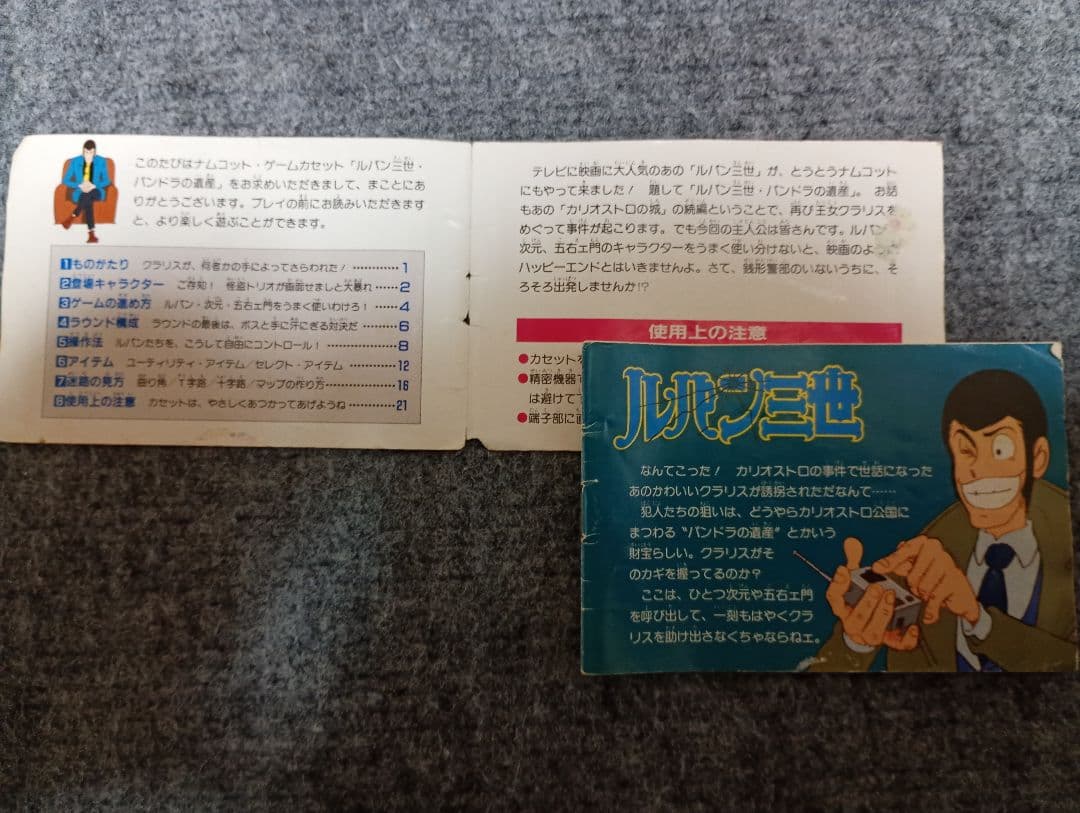 このたびはナムコット・ゲームカセット「ルパン三世・
パンドラの遺産」をお求めいただきまして、まことにあ
りがとうございます。プレイの前にお読みいただきます
と、より楽しく遊ぶことができます。
1ものがたり クラリスが、何者かの手によってさらわれた！ …………1
2登場キャラクター ご存知！ 怪盗トリオが画面せましと大暴れ……2
3ゲームの進め方 ルパン・次元・五右ェ門をうまく使いわけろ！……4
4ラウンド構成 ラウンドの最後は、ボスと手に汗にぎる対決だ……6
5操作法 ルパンたちを、こうして自由にコントロール！…………8
6アイテム ユーティリティ・アイテム／セレクト・アイテム…………12
7迷路の見方 曲り角／T字路／十字路／マップの作り方…………16
8使用上の注意 カセットは、やさしくあつかってあげようね…………21
テレビに映画に大人気のあの「ルパン三世」が、とうとうナムコット
にもやって来ました！ 題して「ルパン三世・パンドラの遺産」。お話
もあの「カリオストロの城」の続編ということで、再び王女クラリスを
めぐって事件が起こります。でも今回の主人公は皆さんです。ルパン
次元、五右ェ門のキャラクターをうまく使い分けないと、映画のよう
ハッピーエンドとはいきませんよ。さて、銭形警部のいないうちに、そ
ろそろ出発しませんか!?
使用上の注意
●カセットを
●精密機器で
は避けて下
●端子部に直
ルパン三世
なんてこった！ カリオストロの事件で世話になった
あのかわいいクラリスが誘拐されただなんて……
犯人たちの狙いは、どうやらカリオストロ公国に
まつわる“パンドラの遺産”とかいう
財宝らしい。クラリスがそ
のカギを握ってるのか？
ここは、ひとつ次元や五右ェ門
を呼び出して、一刻もはやくクラ
リスを助け出さなくちゃならねェ。